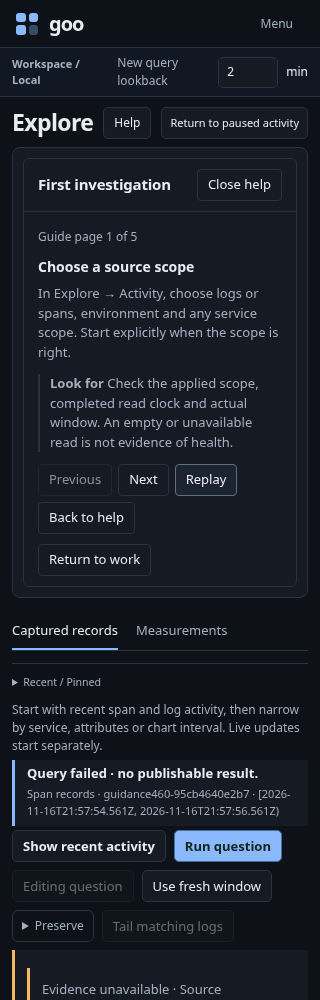 goo
Menu
Workspace /
Local
New query
lookback
2
min
Explore
Help
Return to paused activity
First investigation
Close help
Guide page 1 of 5
Choose a source scope
In Explore → Activity, choose logs or
spans, environment and any service
scope. Start explicitly when the scope is
right.
Look for Check the applied scope,
completed read clock and actual
window. An empty or unavailable
read is not evidence of health.
Previous
Next
Replay
Back to help
Return to work
Captured records
Measurements
Recent / Pinned
Start with recent span and log activity, then narrow
by service, attributes or chart interval. Live updates
start separately.
Query failed · no publishable result.
Span records · guidance460-95cb4640e2b7 · [2026-
11-16T21:57:54.561Z, 2026-11-16T21:57:56.561Z)
Show recent activity
Run question
Editing question
Use fresh window
Preserve
Tail matching logs
Evidence unavailable · Source